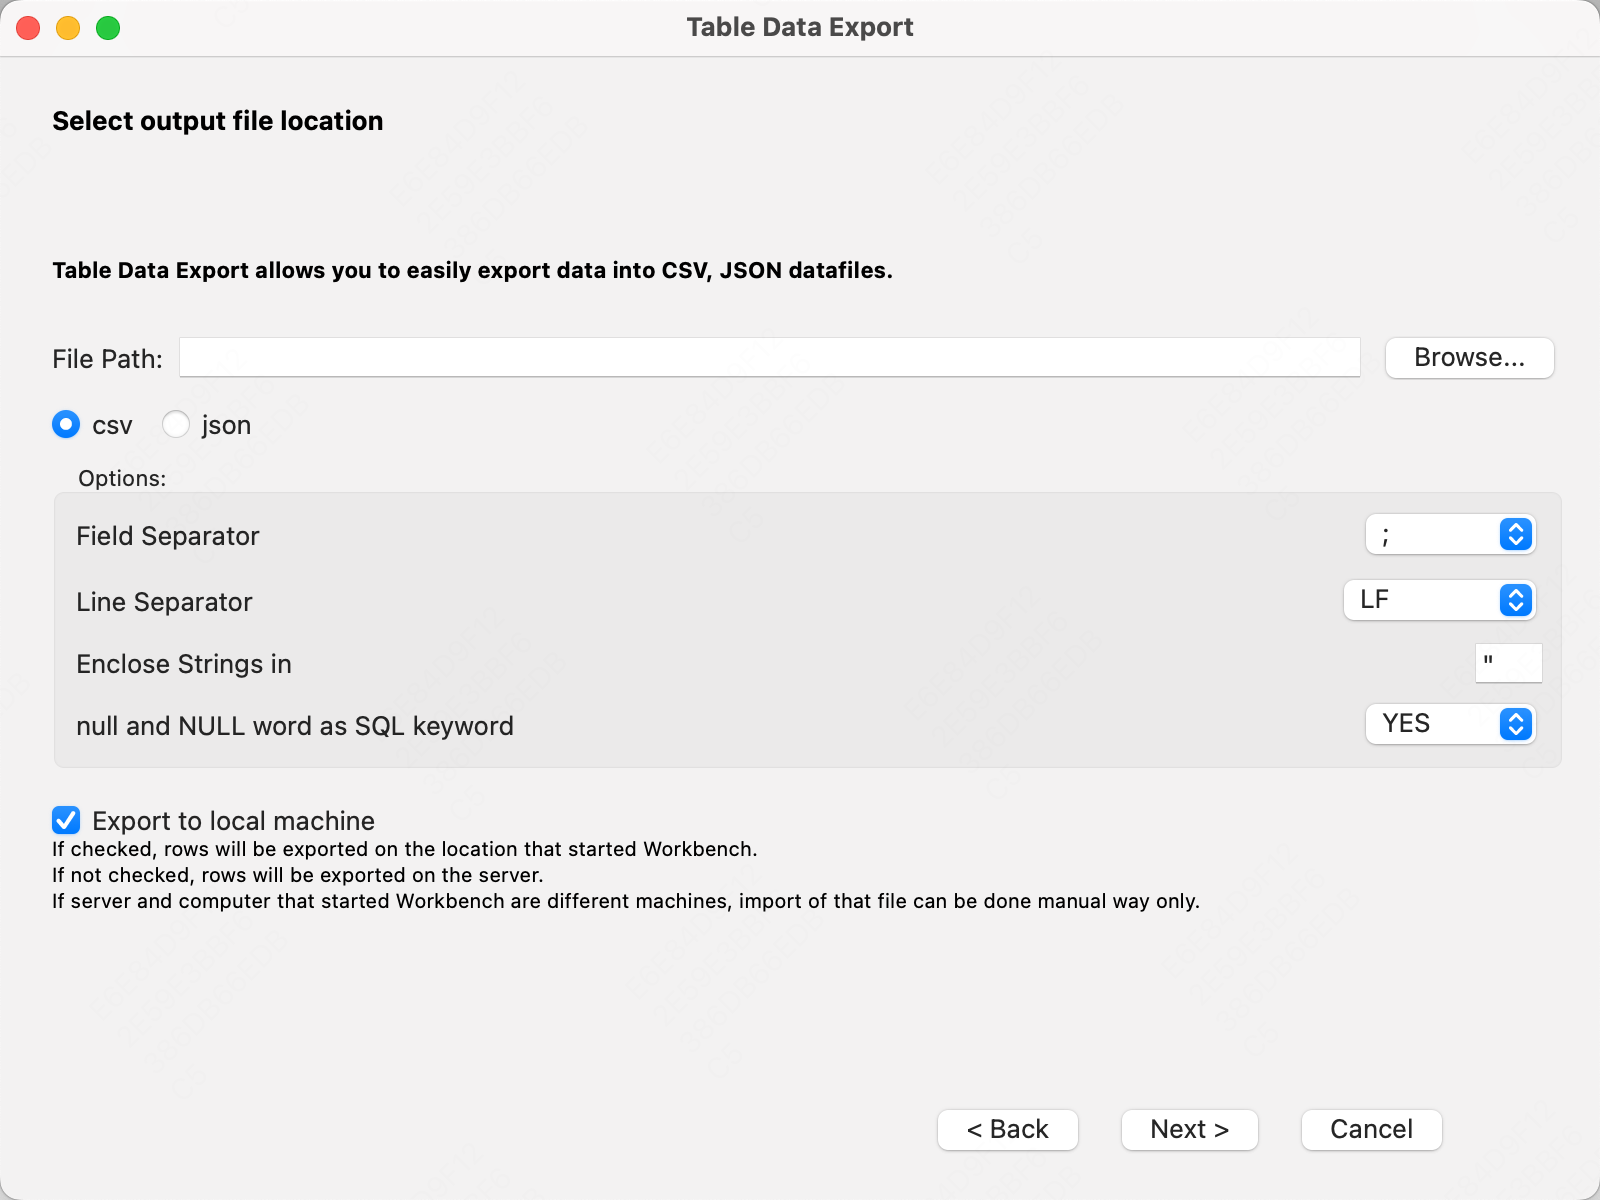 Table Data Export
Select output file location
Table Data Export allows you to easily export data into CSV, JSON datafiles.
File Path:
Browse...
csv
json
Options:
Field Separator
;
Line Separator
LF
Enclose Strings in
"
null and NULL word as SQL keyword
YES
Export to local machine
If checked, rows will be exported on the location that started Workbench.
If not checked, rows will be exported on the server.
If server and computer that started Workbench are different machines, import of that file can be done manual way only.
< Back
Next >
Cancel